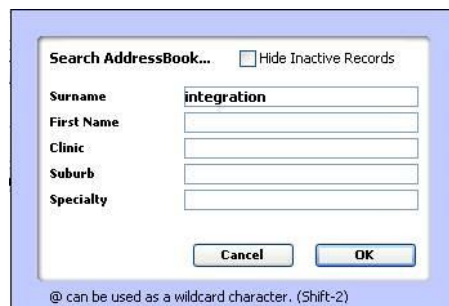 Search AddressBook... Hide Inactive Records
Surname integration
First Name
Clinic
Suburb
Specialty
Cancel OK
@ can be used as a wildcard character. (Shift-2)